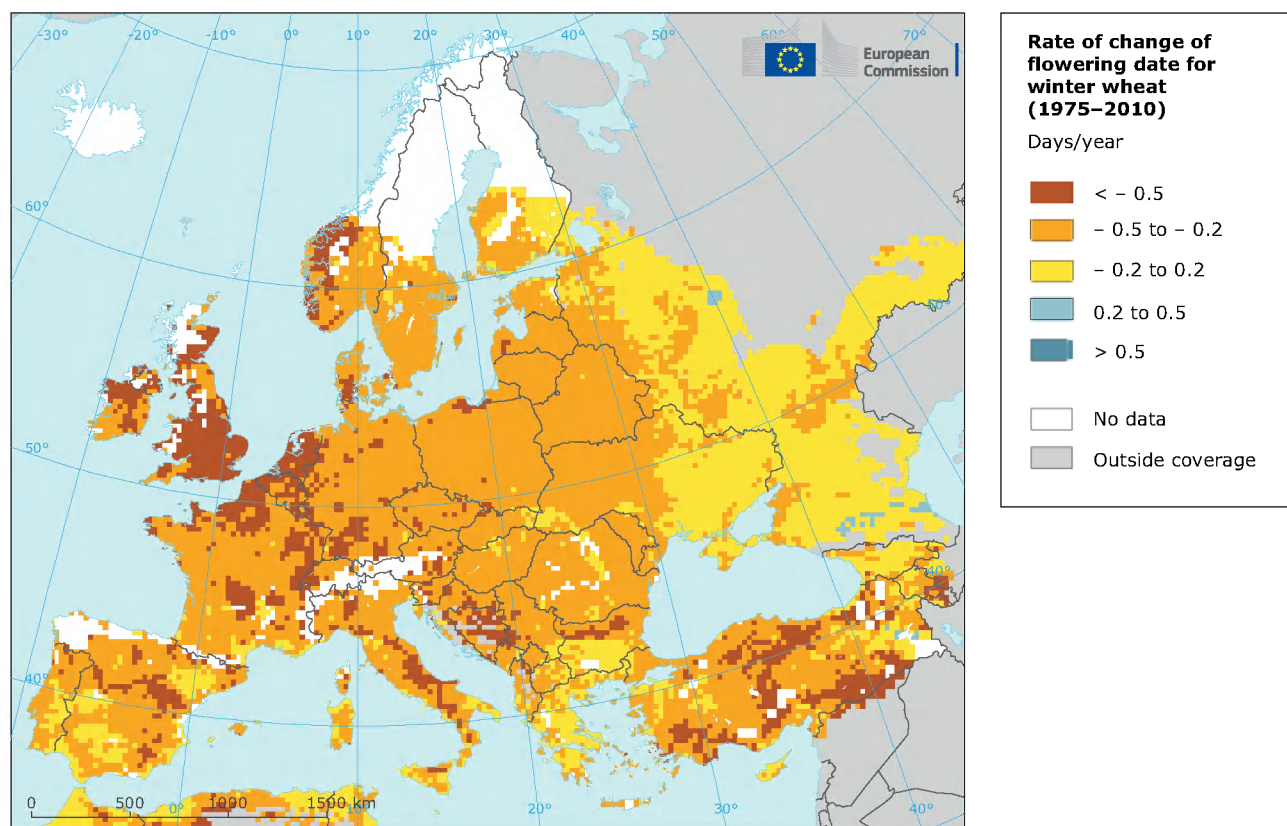 -30°
-20°
-10°
0°
10°
20°
30°
40°
50°
60°
70°
European
Commission
60°
50°
50°
40°
40°
0
500
1000
1500 km
0°
10°
20°
30°
40°
Rate of change of
flowering date for
winter wheat
(1975–2010)
Days/year
< – 0.5
– 0.5 to – 0.2
– 0.2 to 0.2
0.2 to 0.5
> 0.5
No data
Outside coverage